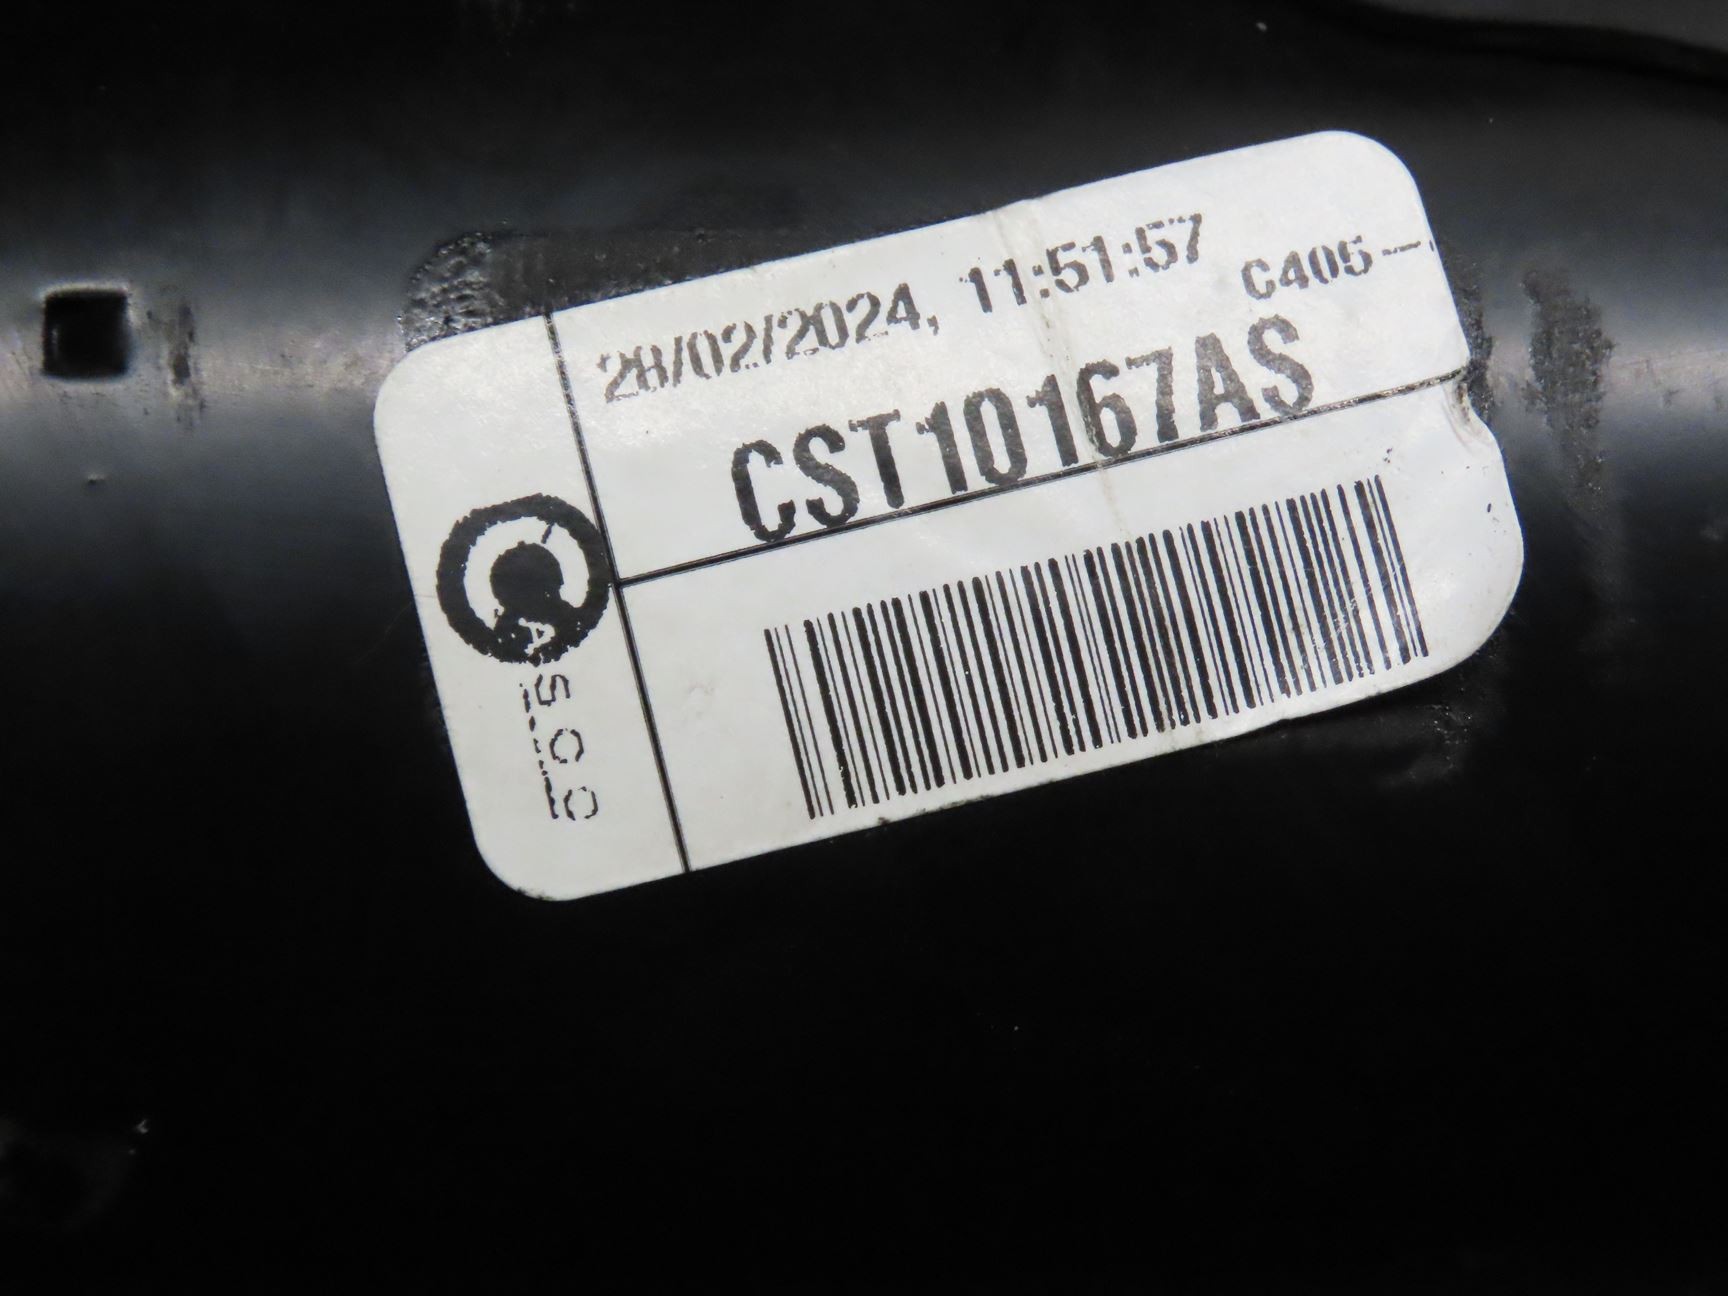 28/02/2024, 11:51:57
C405-
CST10167AS
CASCO